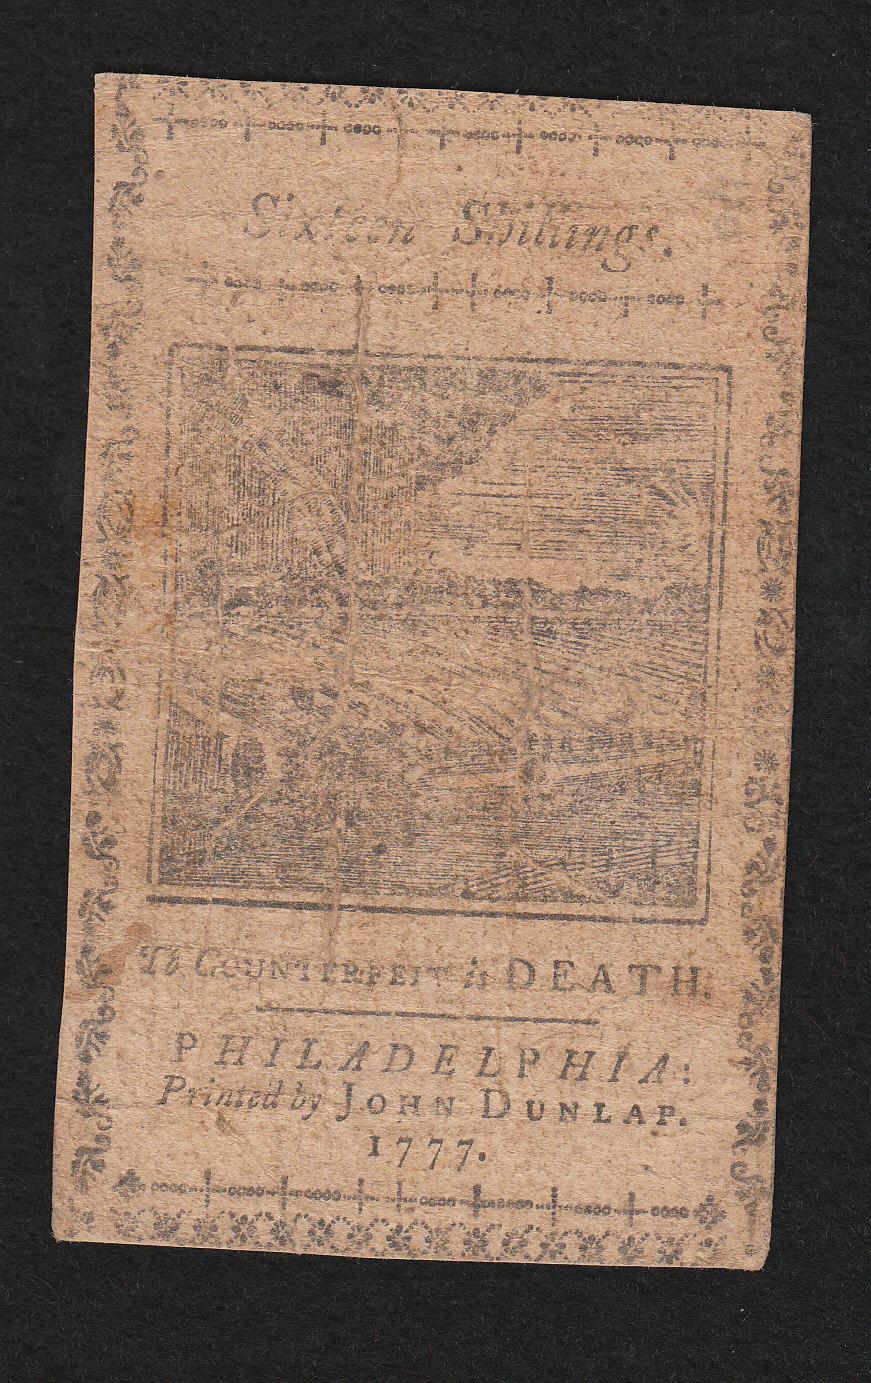 Sixteen Shillings.
To COUNTERFEIT is DEATH.
PHILADELPHIA:
Printed by JOHN DUNLAP.
1777.